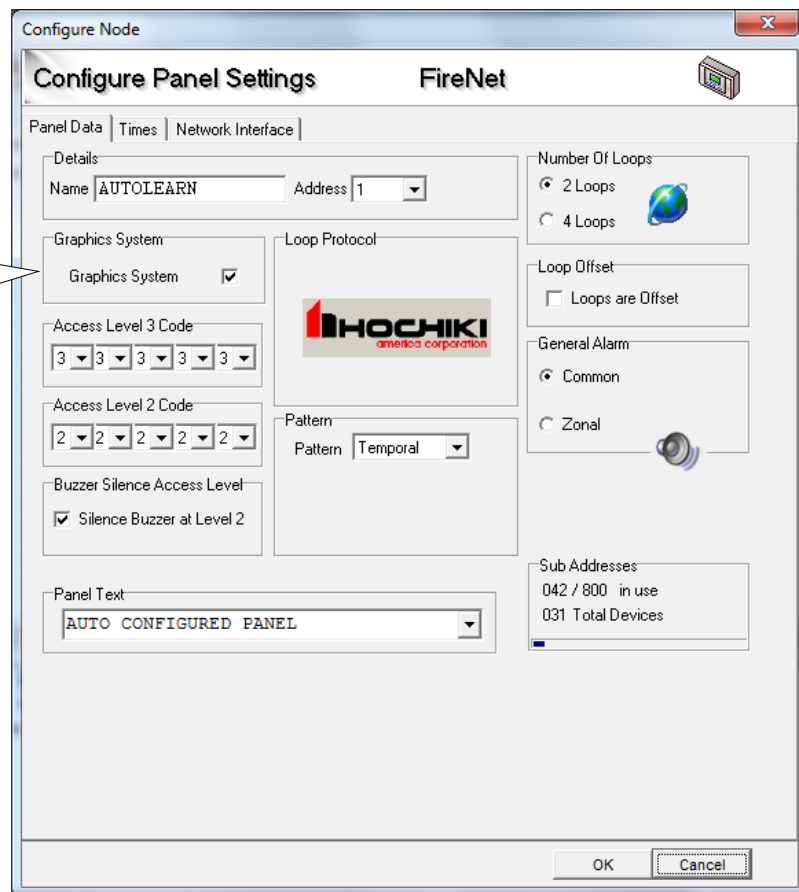 Configure Node
Configure Panel Settings FireNet
Panel Data Times Network Interface
Details
Name AUTOLEARN Address 1
Number Of Loops
2 Loops
4 Loops
Graphics System
Graphics System
Loop Protocol
HOCHIKI
america corporation
Loop Offset
Loops are Offset
Access Level 3 Code
3 3 3 3 3
General Alarm
Common
Zonal
Access Level 2 Code
2 2 2 2 2
Pattern
Pattern Temporal
Buzzer Silence Access Level
Silence Buzzer at Level 2
Sub Addresses
042 / 800 in use
031 Total Devices
Panel Text
AUTO CONFIGURED PANEL
OK Cancel